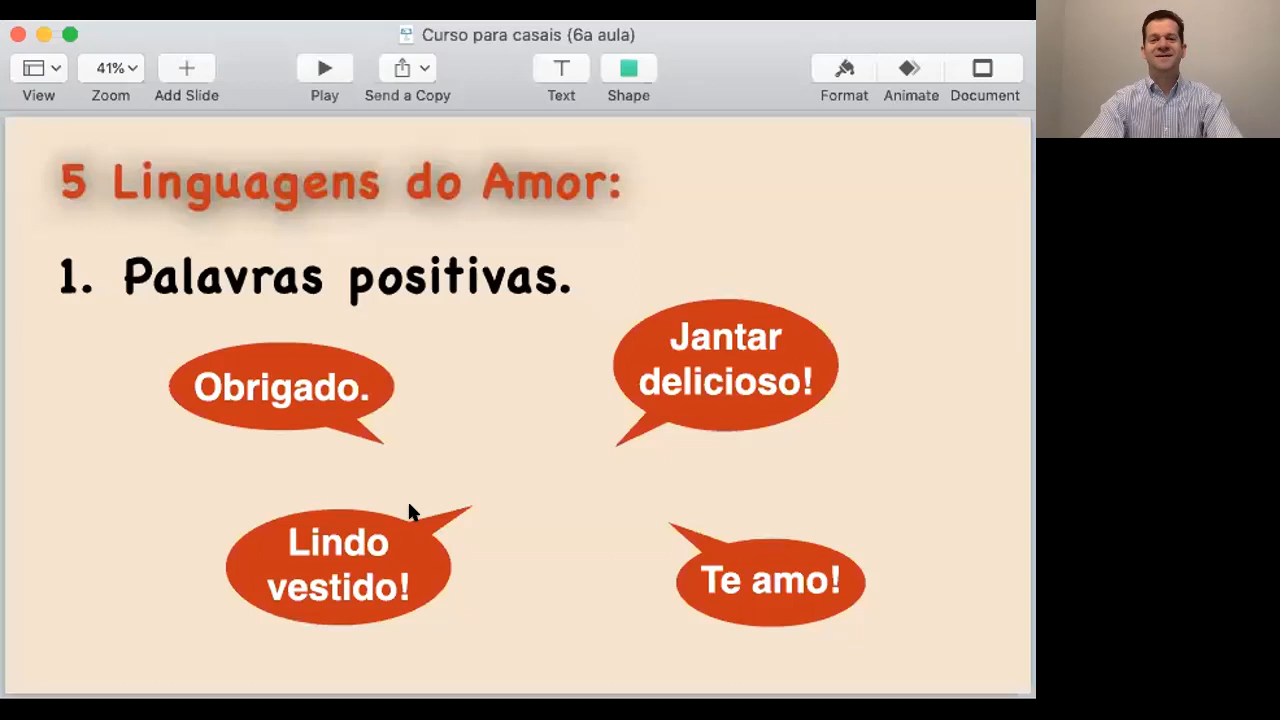 Curso para casais (6a aula)
41%
View
Zoom
Add Slide
Play
Send a Copy
Text
Shape
Format
Animate
Document
5 Linguagens do Amor:
1. Palavras positivas.
Obrigado.
Jantar
delicioso!
Lindo
vestido!
Te amo!